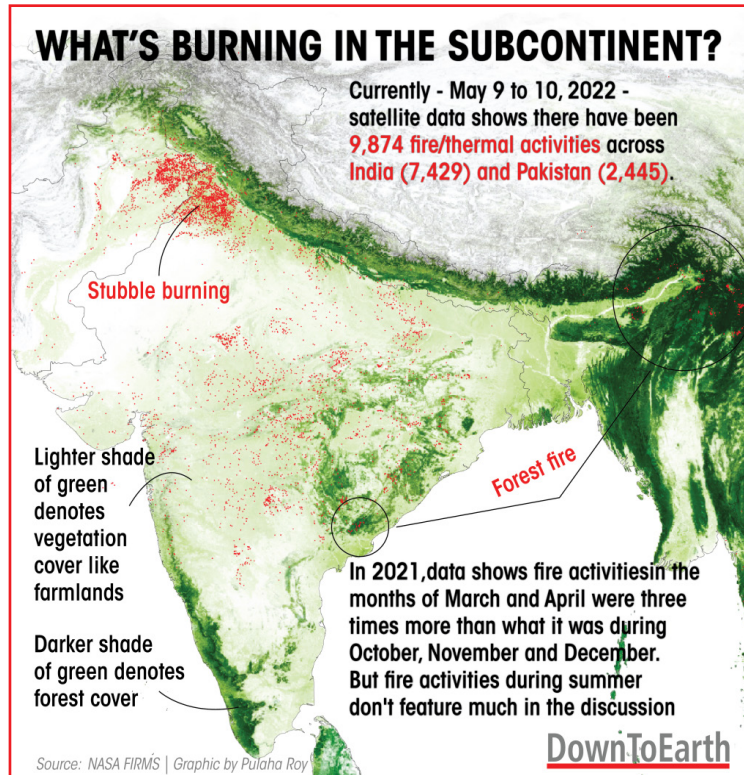 WHAT'S BURNING IN THE SUBCONTINENT?
Currently - May 9 to 10, 2022 -
satellite data shows there have been
9,874 fire/thermal activities across
India (7,429) and Pakistan (2,445).
Stubble burning
Lighter shade
of green
denotes
vegetation
cover like
farmlands
Forest fire
Darker shade
of green denotes
forest cover
In 2021,data shows fire activitiesin the
months of March and April were three
times more than what it was during
October, November and December.
But fire activities during summer
don't feature much in the discussion
Source: NASA FIRMS | Graphic by Pulaha Roy
DownToEarth